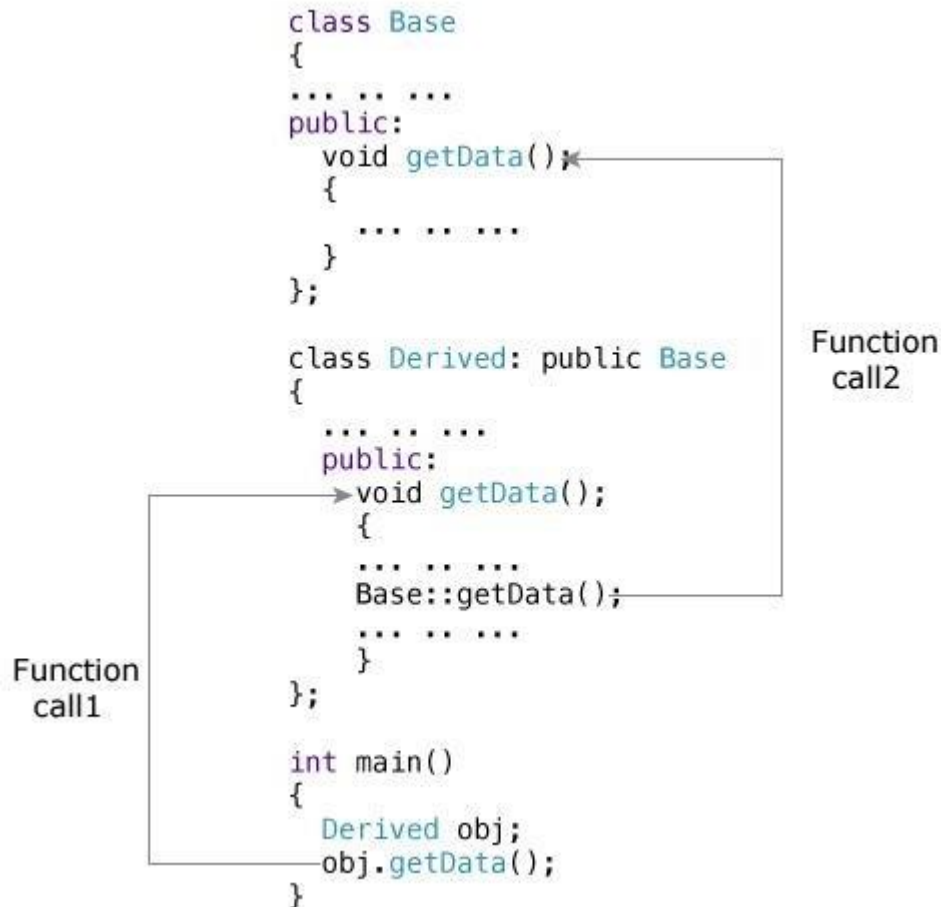 class Base
{
... .. ...
public:
void getData();
{
... .. ...
}
};
class Derived: public Base
{
... .. ...
public:
void getData();
{
... .. ...
Base::getData();
... .. ...
}
};
int main()
{
Derived obj;
obj.getData();
}
Function
call2
Function
call1